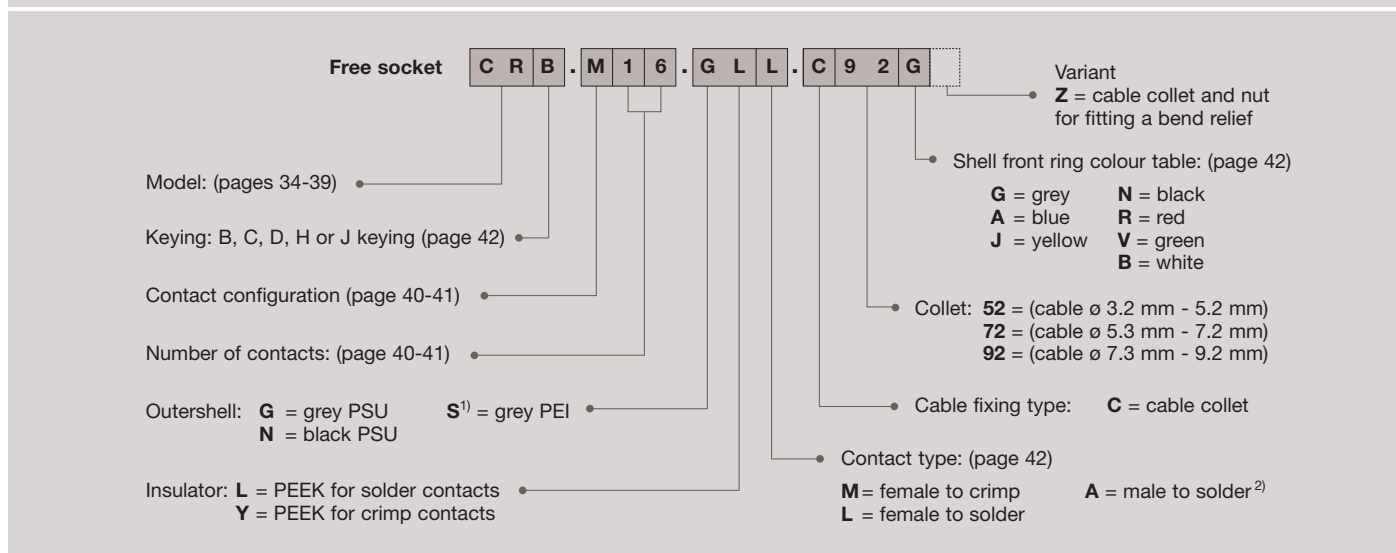 Free socket C R B . M 1 6 . G L L . C 9 2 G
Variant
Z = cable collet and nut
for fitting a bend relief
Shell front ring colour table: (page 42)
G = grey N = black
A = blue R = red
J = yellow V = green
B = white
Model: (pages 34-39)
Keying: B, C, D, H or J keying (page 42)
Contact configuration (page 40-41)
Collet: 52 = (cable ø 3.2 mm - 5.2 mm)
72 = (cable ø 5.3 mm - 7.2 mm)
92 = (cable ø 7.3 mm - 9.2 mm)
Number of contacts: (page 40-41)
Outershell: G = grey PSU S1) = grey PEI
N = black PSU
Cable fixing type: C = cable collet
Contact type: (page 42)
M = female to crimp A = male to solder 2)
L = female to solder
Insulator: L = PEEK for solder contacts
Y = PEEK for crimp contacts